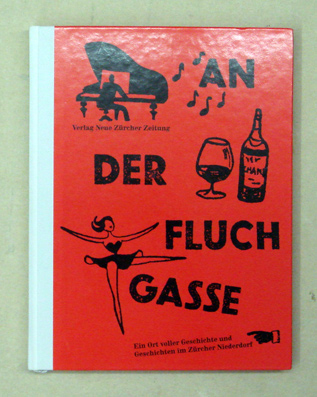 AN
Verlag Neue Zürcher Zeitung
DER
FLUCH
GASSE
Ein Ort voller Geschichte und
Geschichten im Zürcher Niederdorf